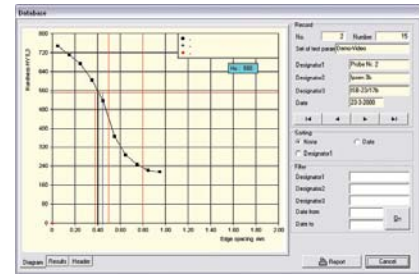 Database
Record
No. 2 Number 15
Set of test param Demo-Video
Designator1 Probe Nr. 2
Designator2
Designator3
Date 23-3-2000
Sorting
None Date
Designator1
Filter
Designator1
Designator2
Designator3
Date from
Date to
On
Report Cancel
800
720
640
560
480
400
320
240
160
80
0
0.00 0.20 0.40 0.60 0.80 1.00 1.20 1.40 1.60 1.80 2.00
Edge spacing mm
Diagram Results Header